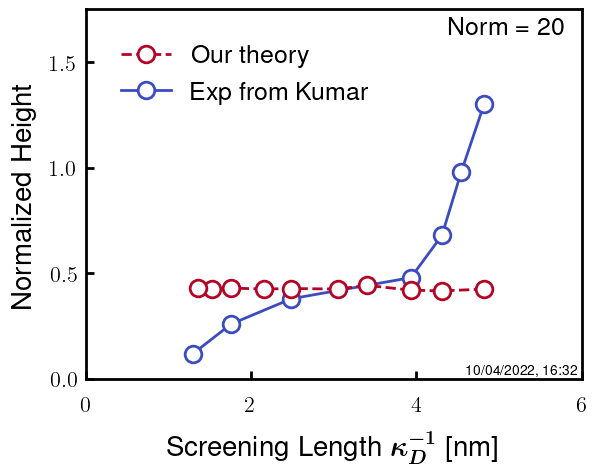 Norm = 20
Our theory
Exp from Kumar
Normalized Height
1.5
1.0
0.5
0.0
10/04/2022, 16:32
0 2 4 6
Screening Length κ_D^{-1} [nm]